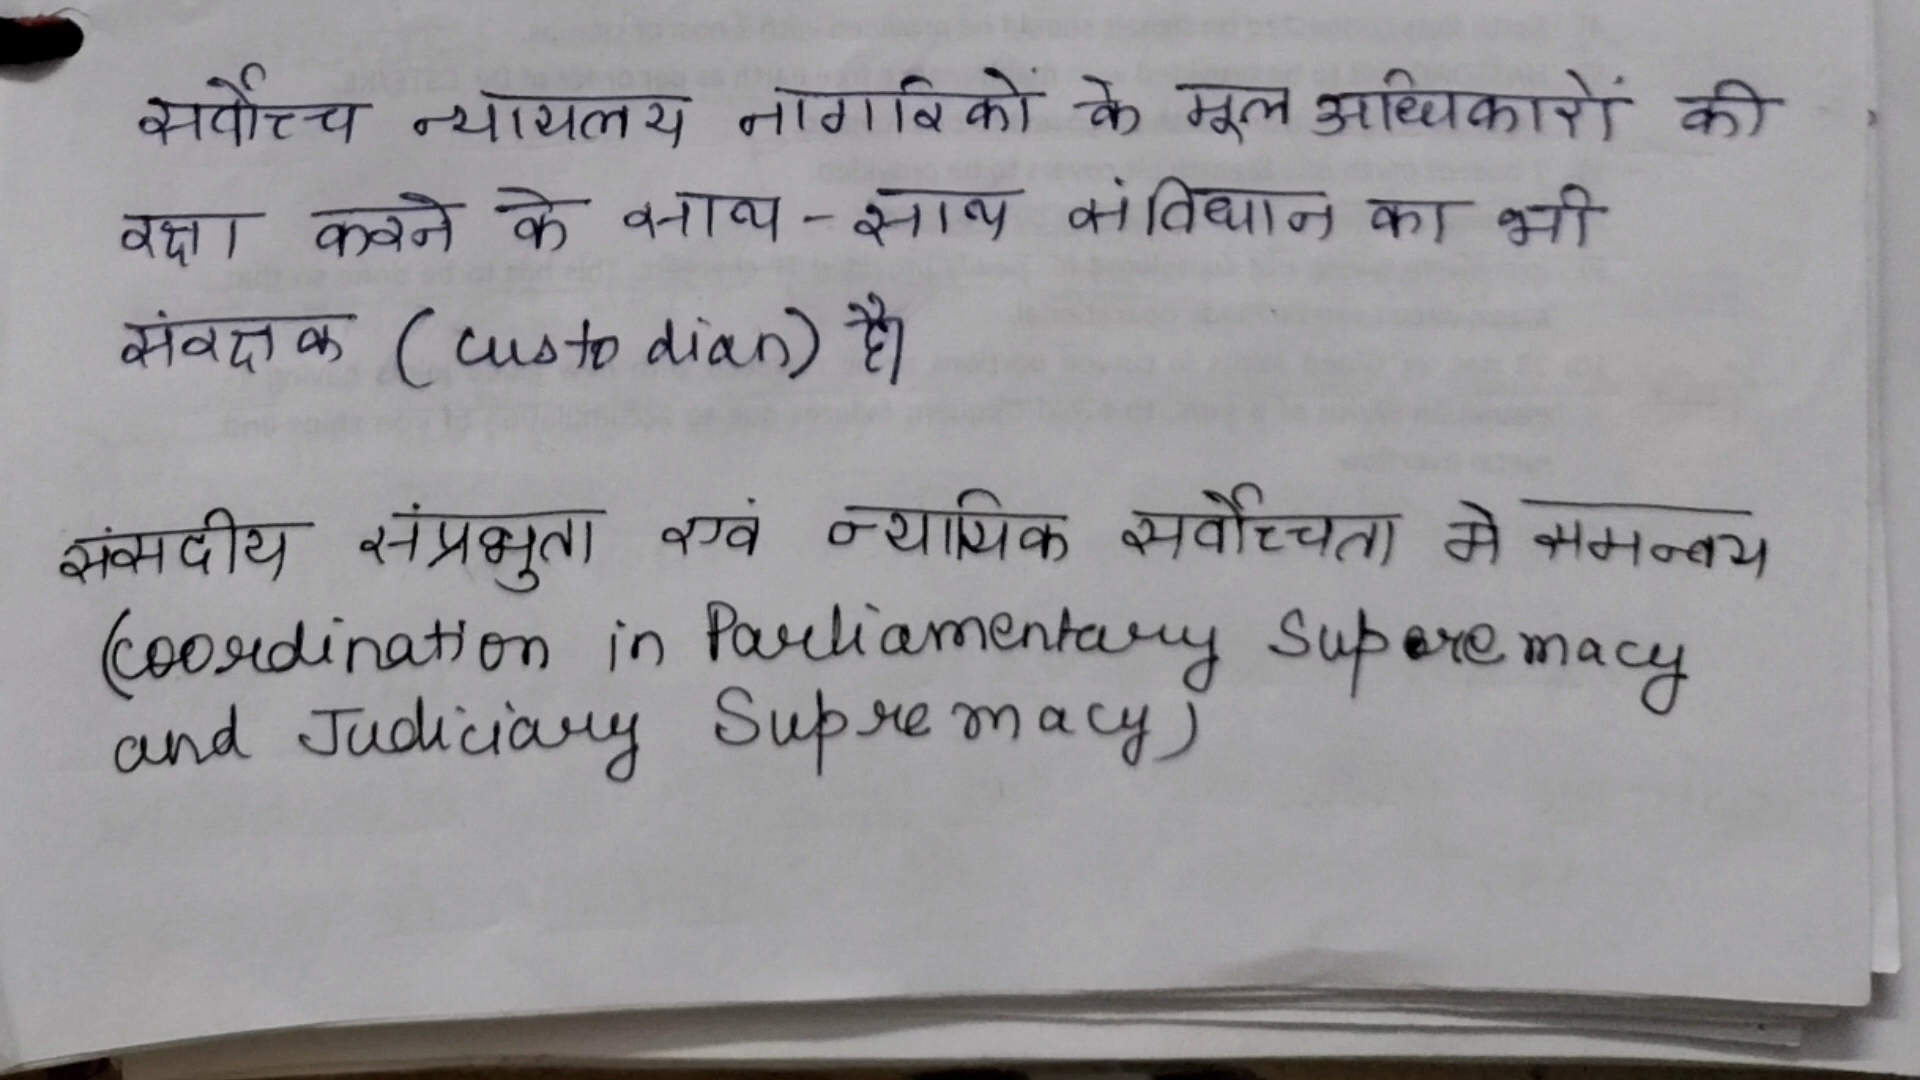 सर्वोच्च न्यायलय नागरिकों के मूल अधिकारों की
रक्षा करने के साथ-साथ संविधान का भी
संरक्षक (custodian) है।
संसदीय संप्रभुता एवं न्यायिक सर्वोच्चता मे समन्वय
(coordination in Parliamentary Supremacy
and Judiciary Supremacy)